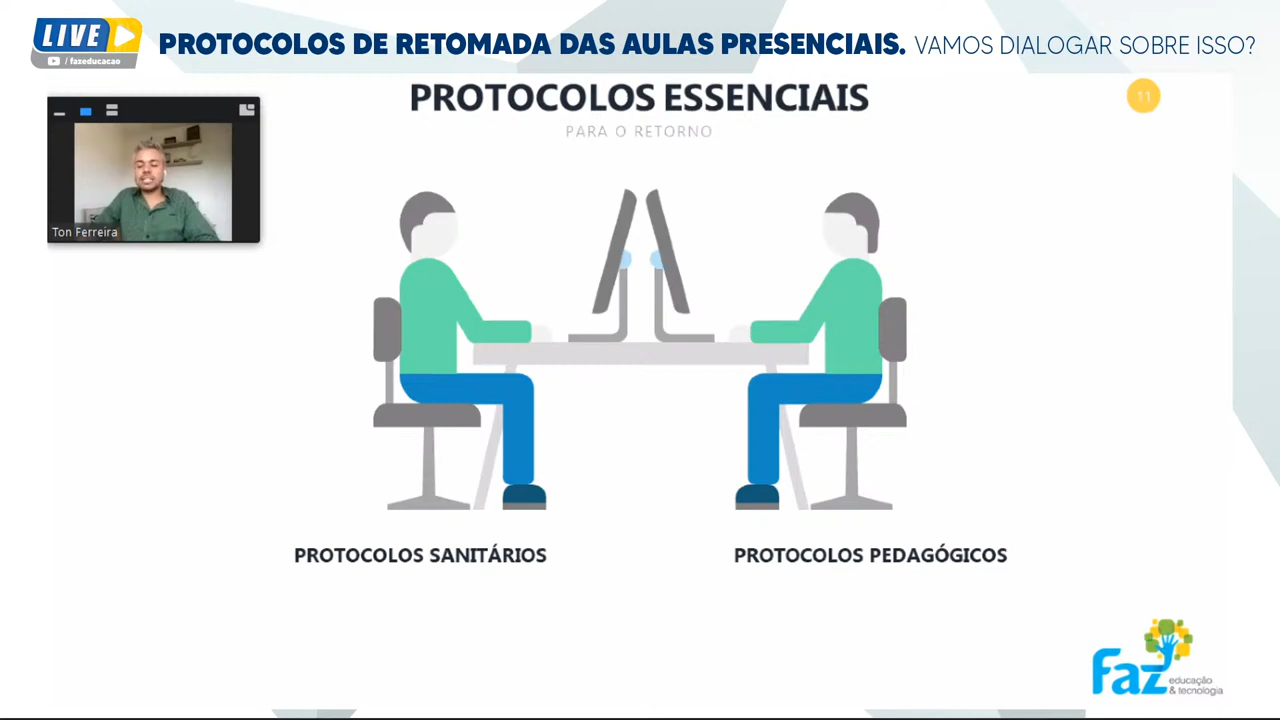 LIVE
/ fazeducacao
PROTOCOLOS DE RETOMADA DAS AULAS PRESENCIAIS. VAMOS DIALOGAR SOBRE ISSO?
PROTOCOLOS ESSENCIAIS
PARA O RETORNO
11
Ton Ferreira
PROTOCOLOS SANITÁRIOS
PROTOCOLOS PEDAGÓGICOS
Faz
educação
& tecnologia